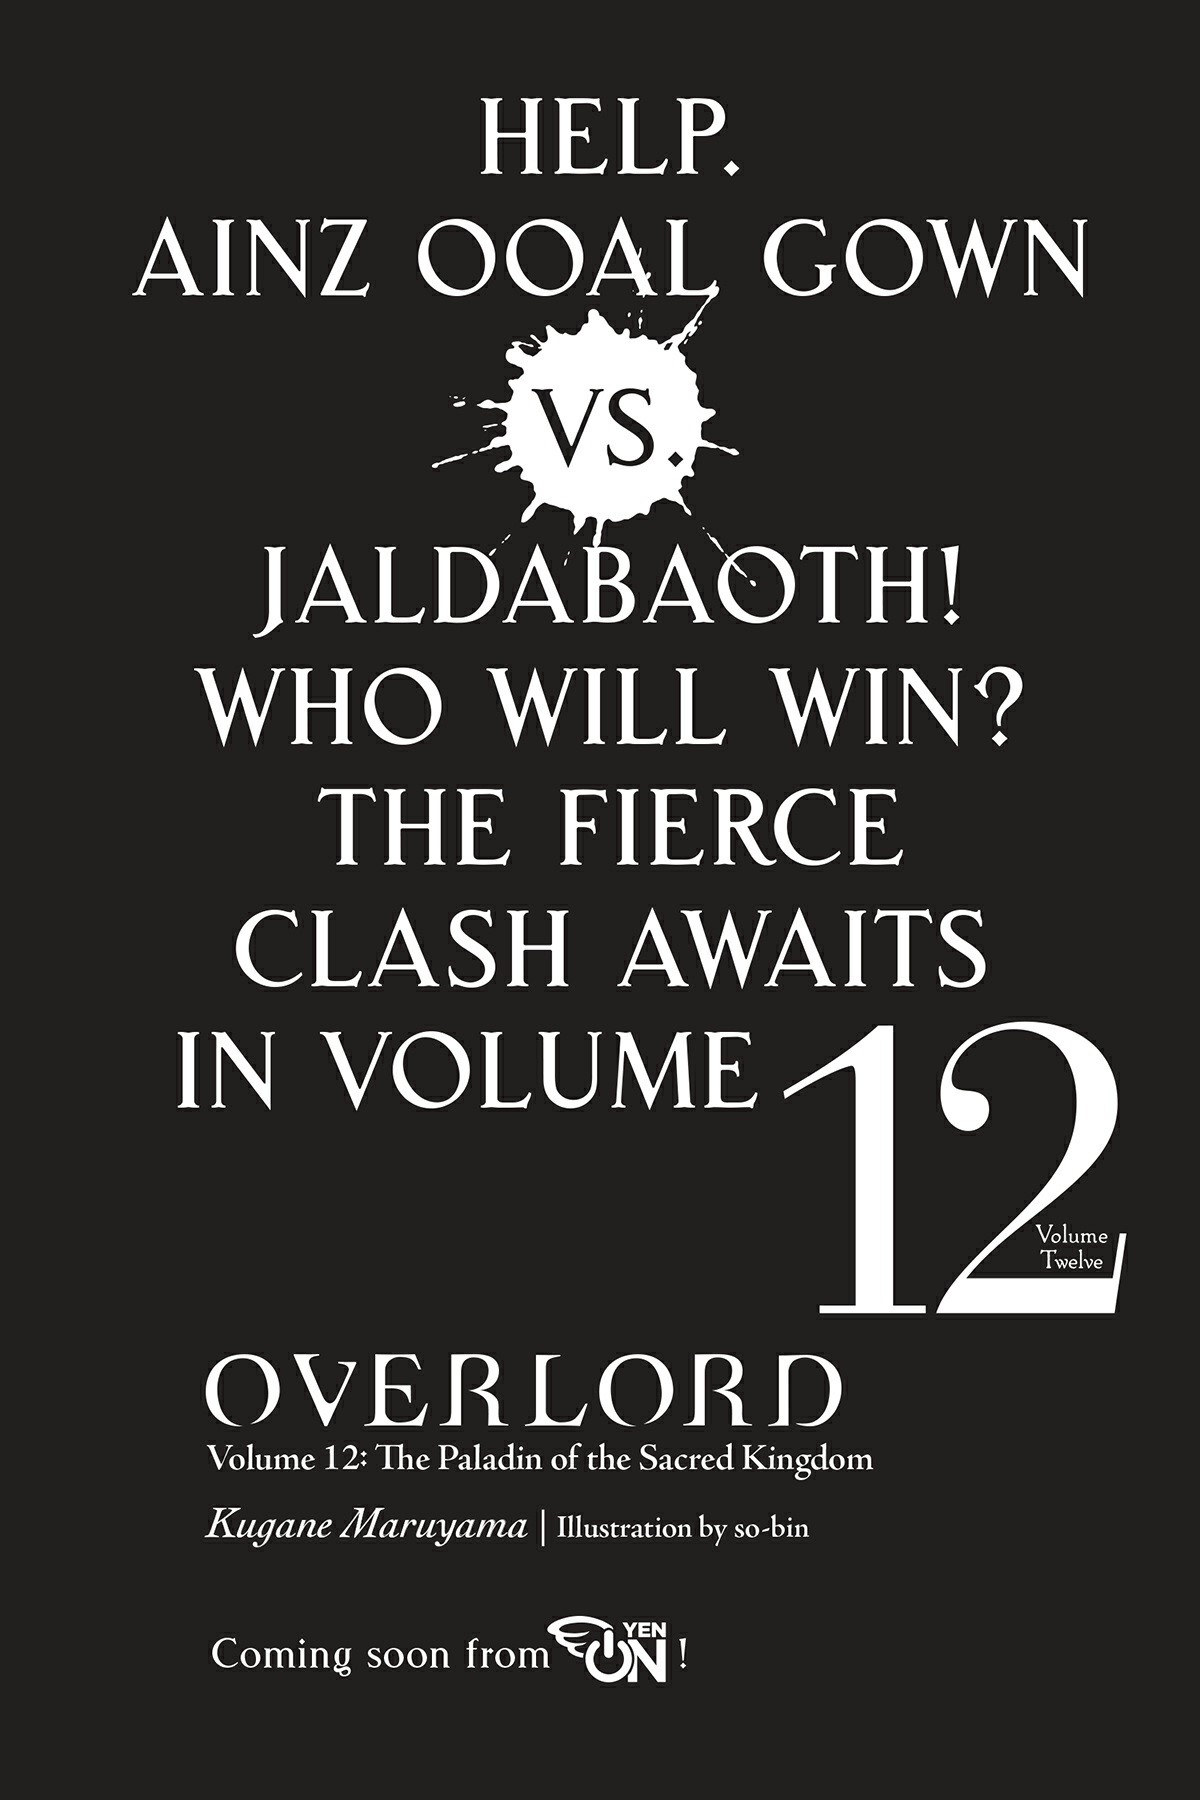 HELP.
AINZ OOAL GOWN
VS.
JALDABAOTH!
WHO WILL WIN?
THE FIERCE
CLASH AWAITS
IN VOLUME 12
Volume
Twelve
OVERLORD
Volume 12: The Paladin of the Sacred Kingdom
Kugane Maruyama | Illustration by so-bin
Coming soon from YEN ON !